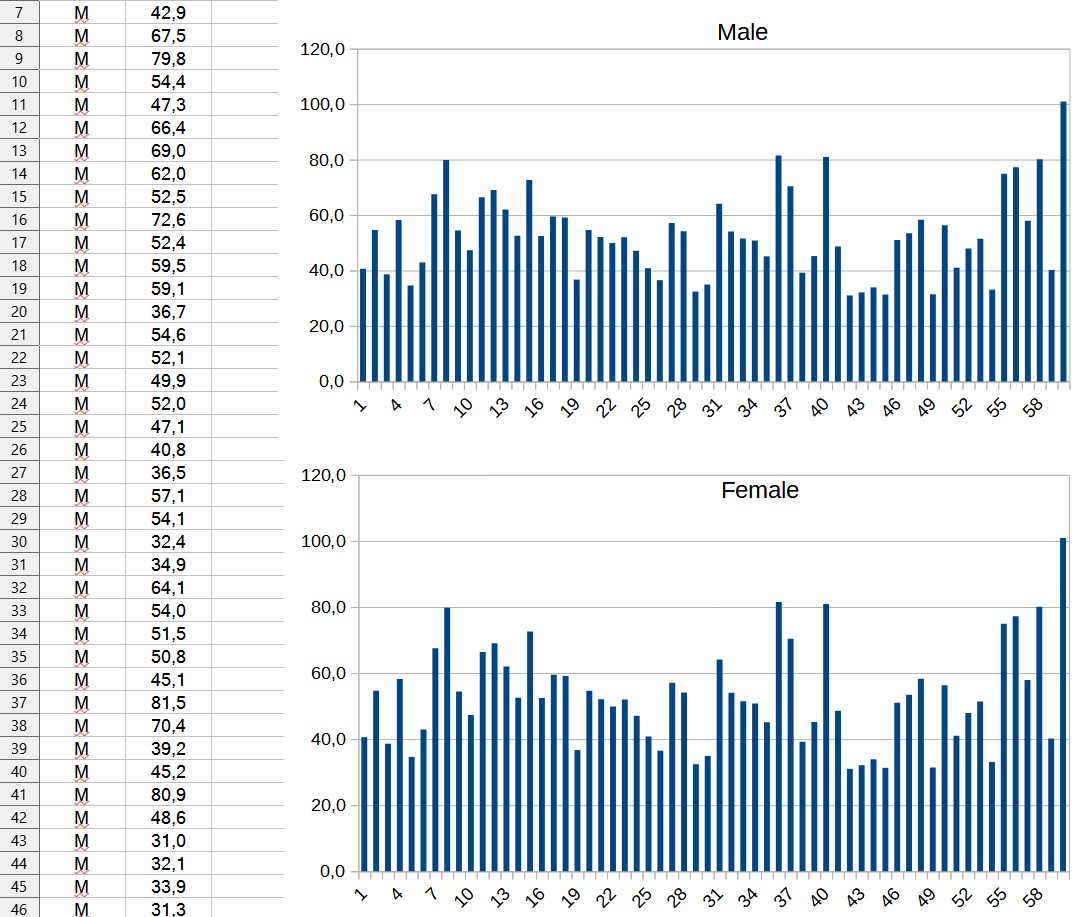 7 M 42,9
8 M 67,5
9 M 79,8
10 M 54,4
11 M 47,3
12 M 66,4
13 M 69,0
14 M 62,0
15 M 52,5
16 M 72,6
17 M 52,4
18 M 59,5
19 M 59,1
20 M 36,7
21 M 54,6
22 M 52,1
23 M 49,9
24 M 52,0
25 M 47,1
26 M 40,8
27 M 36,5
28 M 57,1
29 M 54,1
30 M 32,4
31 M 34,9
32 M 64,1
33 M 54,0
34 M 51,5
35 M 50,8
36 M 45,1
37 M 81,5
38 M 70,4
39 M 39,2
40 M 45,2
41 M 80,9
42 M 48,6
43 M 31,0
44 M 32,1
45 M 33,9
46 M 31,3
Male
120,0
100,0
80,0
60,0
40,0
20,0
0,0
1 4 7 10 13 16 19 22 25 28 31 34 37 40 43 46 49 52 55 58
Female
120,0
100,0
80,0
60,0
40,0
20,0
0,0
1 4 7 10 13 16 19 22 25 28 31 34 37 40 43 46 49 52 55 58